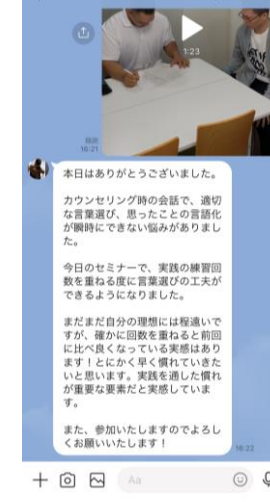 1:23
既読
16:21
本日はありがとうございました。
カウンセリング時の会話で、適切
な言葉選び、思ったことの言語化
が瞬時にできない悩みがありまし
た。
今日のセミナーで、実践の練習回
数を重ねる度に言葉選びの工夫が
できるようになりました。
まだまだ自分の理想には程遠いで
すが、確かに回数を重ねると前回
に比べ良くなっている実感はあり
ます！とにかく早く慣れていきた
いと思います。実践を通した慣れ
が重要な要素だと実感していま
す。
また、参加いたしますのでよろし
くお願いいたします！
16:22
Aa